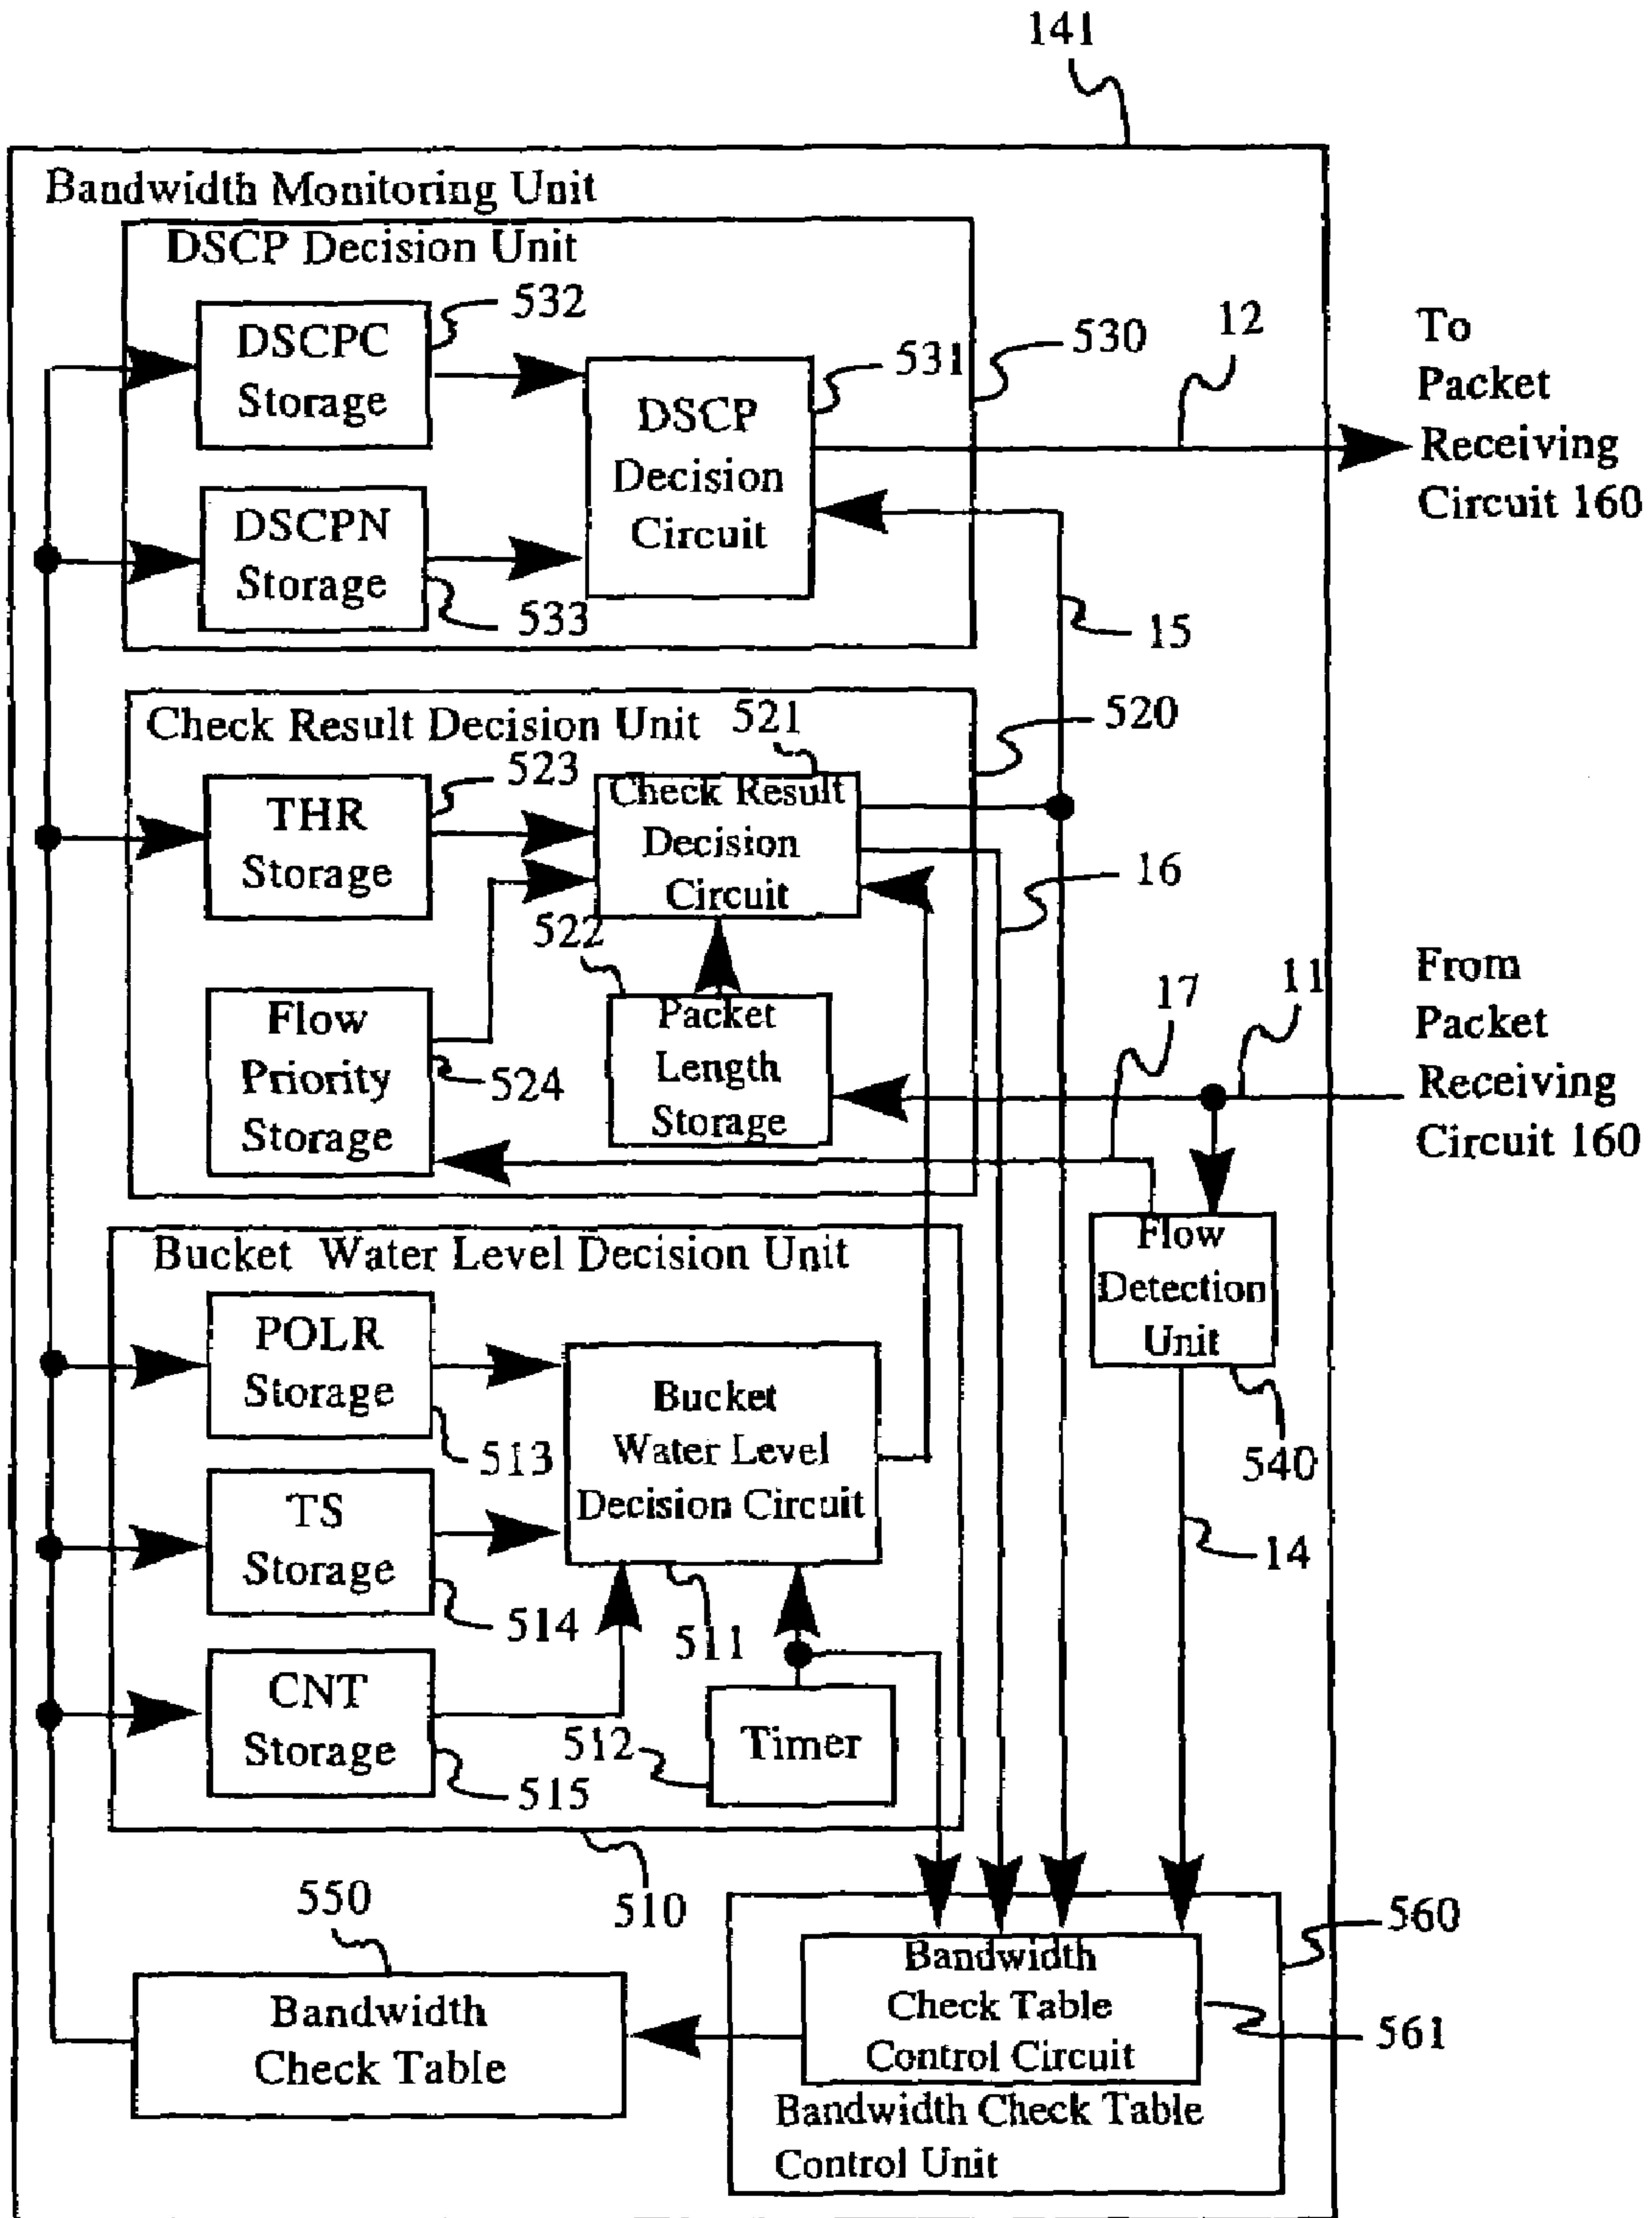 141
Bandwidth Monitoring Unit
DSCP Decision Unit
532
DSCPC
Storage
DSCPN
Storage
533
DSCP
Decision
Circuit
531
530
12
To
Packet
Receiving
Circuit 160
15
Check Result Decision Unit
521
520
523
THR
Storage
Check Result
Decision
Circuit
16
522
Flow
Priority
Storage
524
Packet
Length
Storage
17
11
From
Packet
Receiving
Circuit 160
Flow
Detection
Unit
540
14
Bucket Water Level Decision Unit
POLR
Storage
513
TS
Storage
514
CNT
Storage
515
Bucket
Water Level
Decision Circuit
511
512
Timer
510
550
Bandwidth
Check Table
560
Bandwidth
Check Table
Control Circuit
561
Bandwidth Check Table
Control Unit